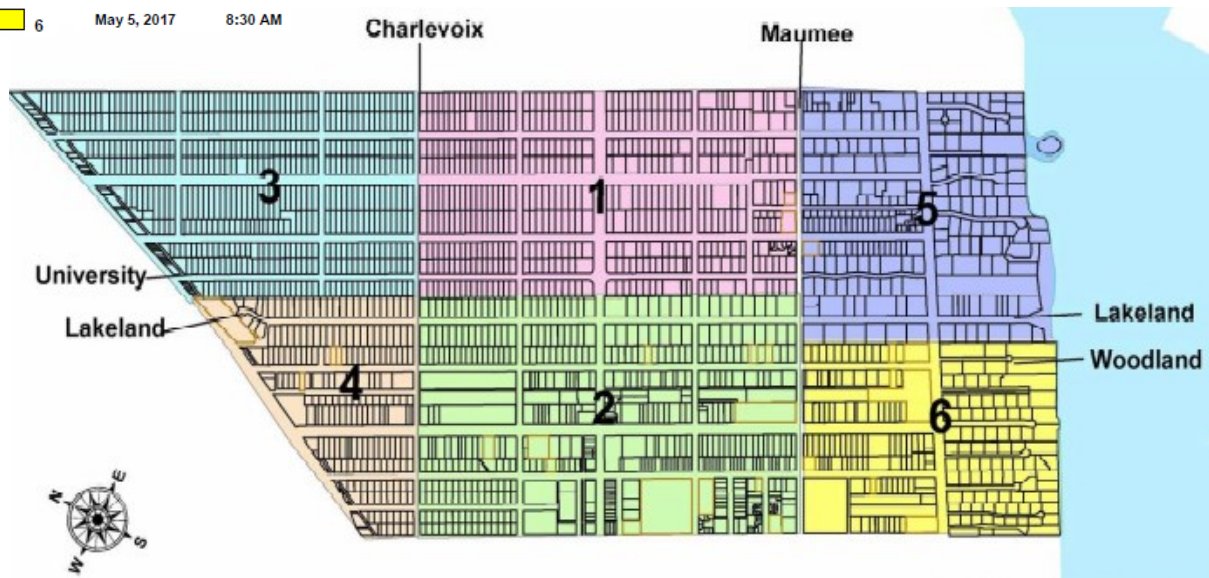 6 May 5, 2017 8:30 AM
Charlevoix
Maumee
3
1
5
University
Lakeland
Lakeland
Woodland
4
2
6
N
E
W
S